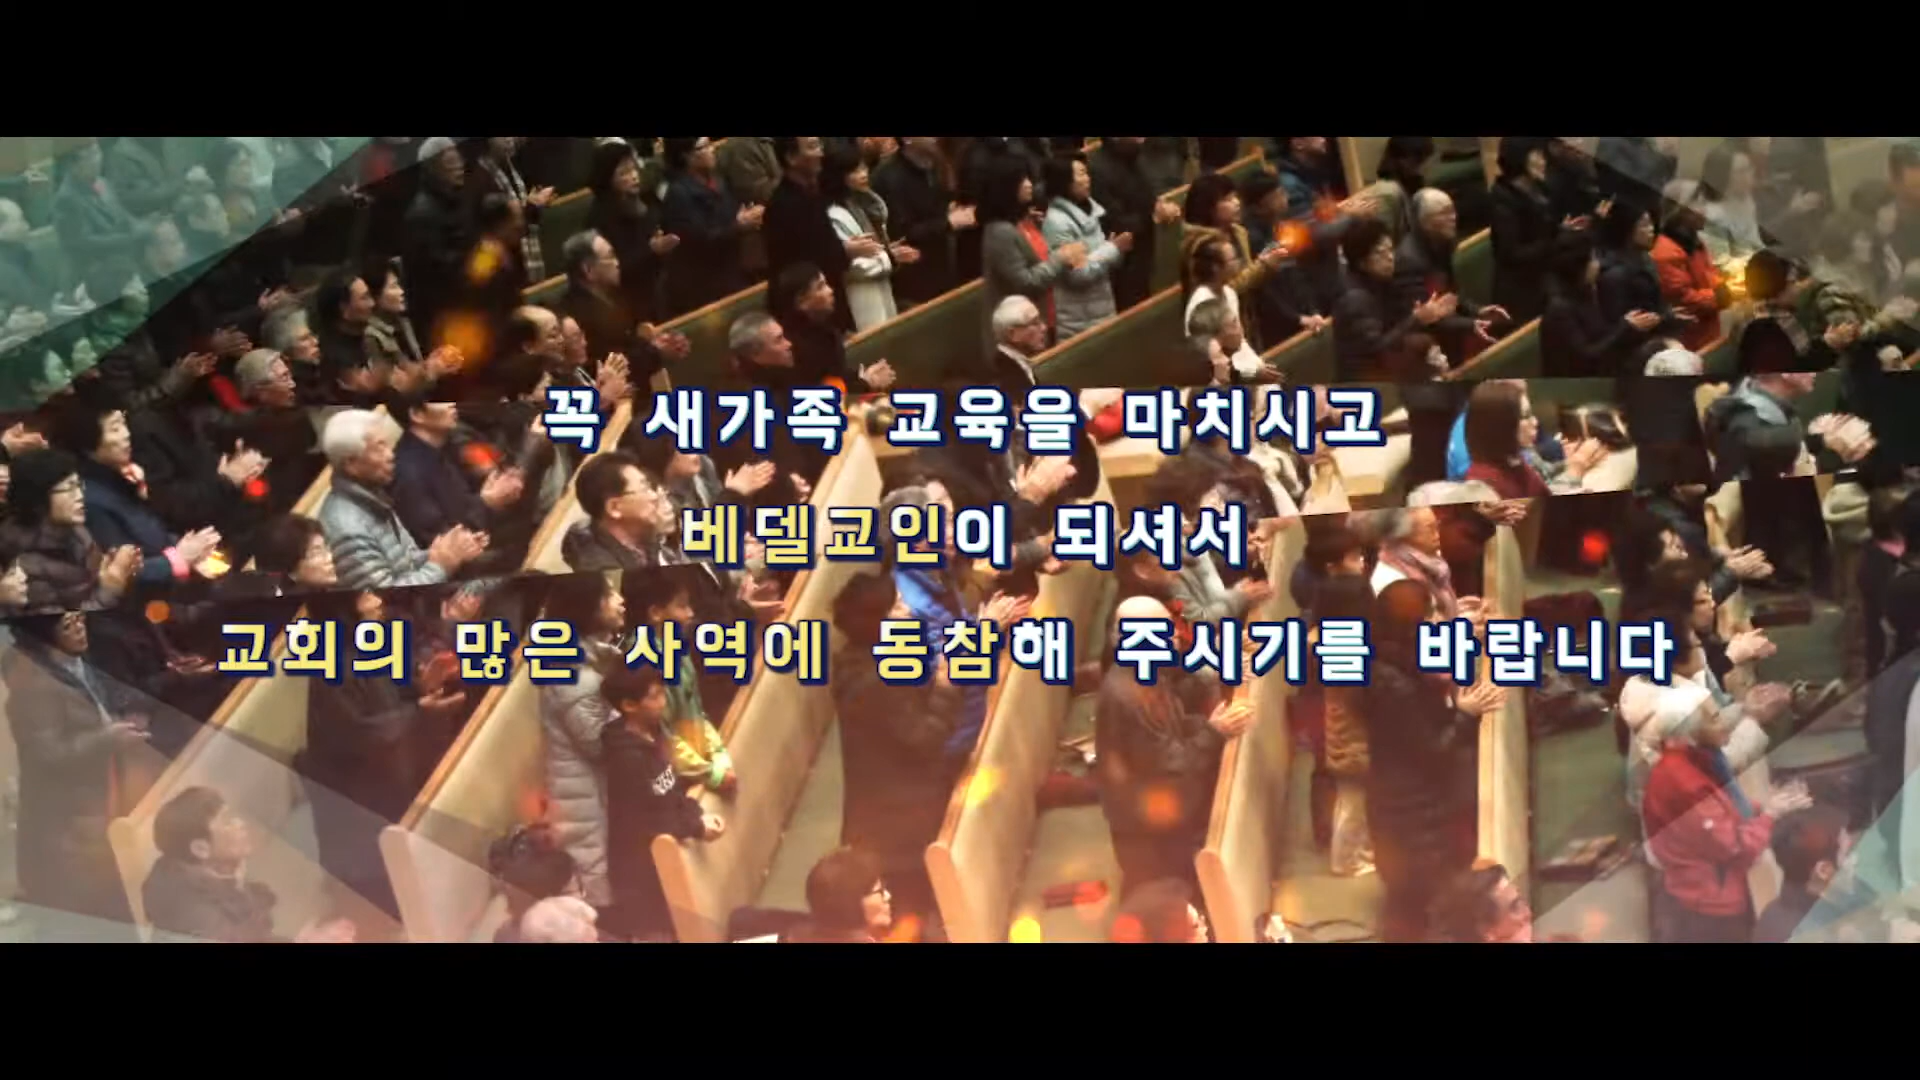 꼭 새가족 교육을 마치시고
베델교인이 되셔서
교회의 많은 사역에 동참해 주시기를 바랍니다